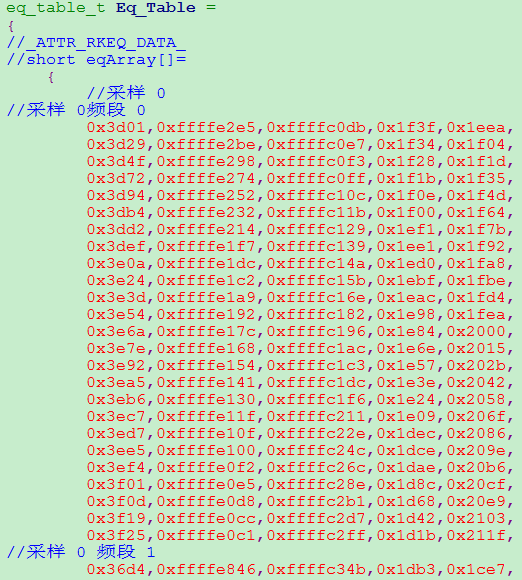 eq_table_t Eq_Table =
{
//_ATTR_RKEQ_DATA_
//short eqArray[]=
{
//采样 0
//采样 0频段 0
0x3d01,0xffffe2e5,0xffffc0db,0x1f3f,0x1eea,
0x3d29,0xffffe2be,0xffffc0e7,0x1f34,0x1f04,
0x3d4f,0xffffe298,0xffffc0f3,0x1f28,0x1f1d,
0x3d72,0xffffe274,0xffffc0ff,0x1f1b,0x1f35,
0x3d94,0xffffe252,0xffffc10c,0x1f0e,0x1f4d,
0x3db4,0xffffe232,0xffffc11b,0x1f00,0x1f64,
0x3dd2,0xffffe214,0xffffc129,0x1ef1,0x1f7b,
0x3def,0xffffe1f7,0xffffc139,0x1ee1,0x1f92,
0x3e0a,0xffffe1dc,0xffffc14a,0x1ed0,0x1fa8,
0x3e24,0xffffe1c2,0xffffc15b,0x1ebf,0x1fbe,
0x3e3d,0xffffe1a9,0xffffc16e,0x1eac,0x1fd4,
0x3e54,0xffffe192,0xffffc182,0x1e98,0x1fea,
0x3e6a,0xffffe17c,0xffffc196,0x1e84,0x2000,
0x3e7e,0xffffe168,0xffffc1ac,0x1e6e,0x2015,
0x3e92,0xffffe154,0xffffc1c3,0x1e57,0x202b,
0x3ea5,0xffffe141,0xffffc1dc,0x1e3e,0x2042,
0x3eb6,0xffffe130,0xffffc1f6,0x1e24,0x2058,
0x3ec7,0xffffe11f,0xffffc211,0x1e09,0x206f,
0x3ed7,0xffffe10f,0xffffc22e,0x1dec,0x2086,
0x3ee5,0xffffe100,0xffffc24c,0x1dce,0x209e,
0x3ef4,0xffffe0f2,0xffffc26c,0x1dae,0x20b6,
0x3f01,0xffffe0e5,0xffffc28e,0x1d8c,0x20cf,
0x3f0d,0xffffe0d8,0xffffc2b1,0x1d68,0x20e9,
0x3f19,0xffffe0cc,0xffffc2d7,0x1d42,0x2103,
0x3f25,0xffffe0c1,0xffffc2ff,0x1d1b,0x211f,
//采样 0 频段 1
0x36d4,0xffffe846,0xffffc34b,0x1db3,0x1ce7,